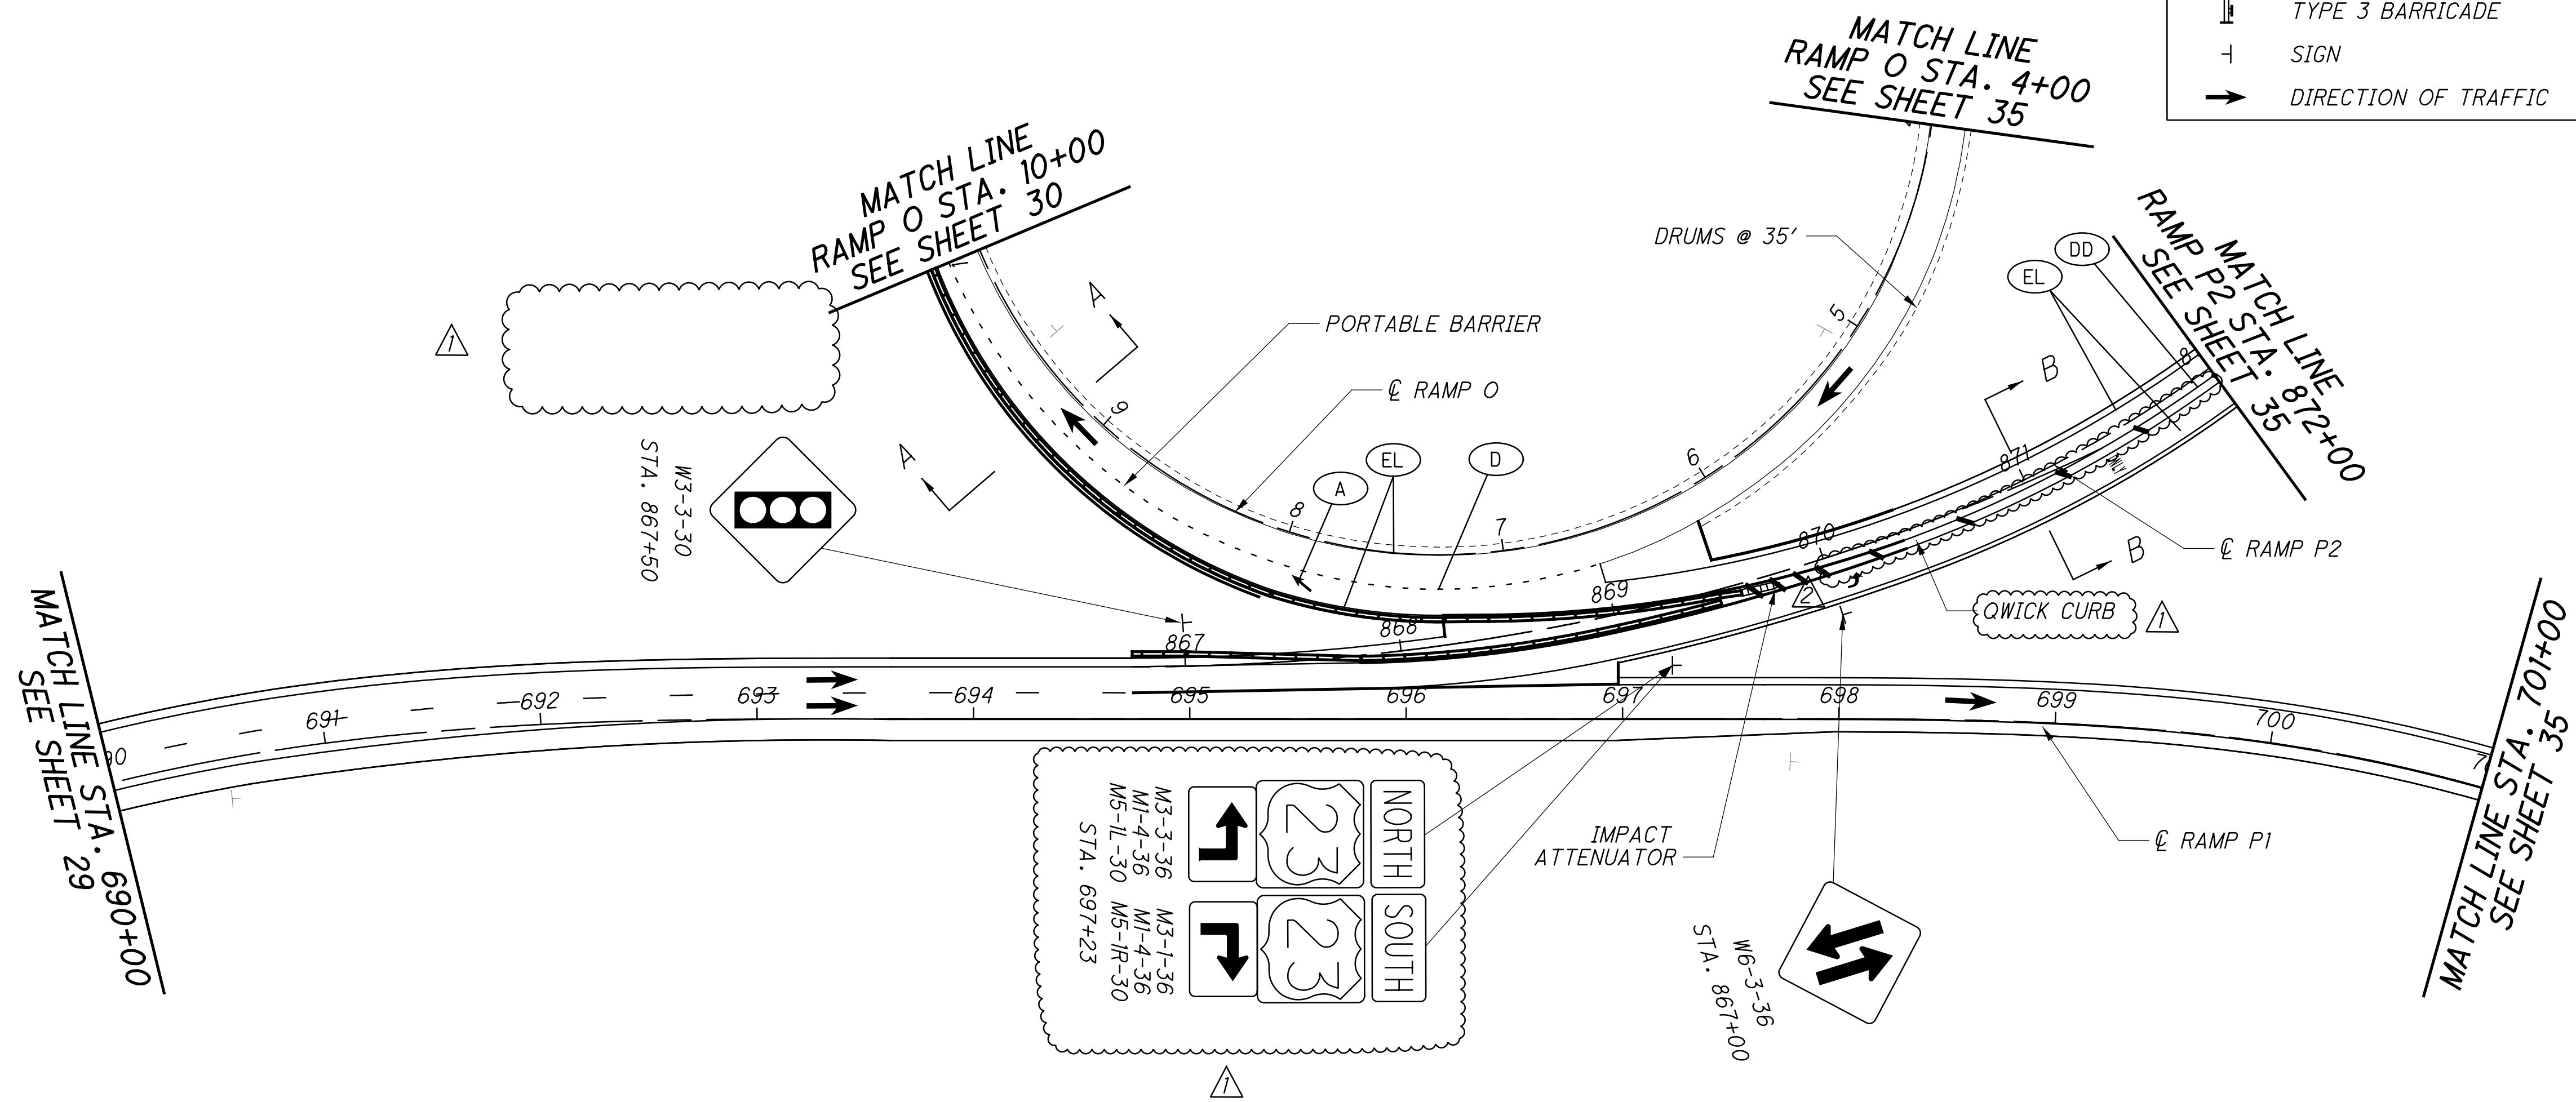 TYPE 3 BARRICADE
SIGN
DIRECTION OF TRAFFIC
MATCH LINE
RAMP O STA. 4+00
SEE SHEET 35
MATCH LINE
RAMP O STA. 10+00
SEE SHEET 30
MATCH LINE
RAMP P2 STA. 872+00
SEE SHEET 35
DRUMS @ 35'
DD
EL
PORTABLE BARRIER
℄ RAMP O
A
A
B
B
1
5
6
7
8
9
A
EL
D
W3-3-30
STA. 867+50
867
868
869
870
871
8
℄ RAMP P2
QWICK CURB
1
2
MATCH LINE STA. 690+00
SEE SHEET 29
90
691
692
693
694
695
696
697
698
699
700
MATCH LINE STA. 701+00
SEE SHEET 35
℄ RAMP P1
IMPACT
ATTENUATOR
NORTH
23
SOUTH
23
M3-3-36
M1-4-36
M5-1L-30
M3-1-36
M1-4-36
M5-1R-30
STA. 697+23
1
W6-3-36
STA. 867+00